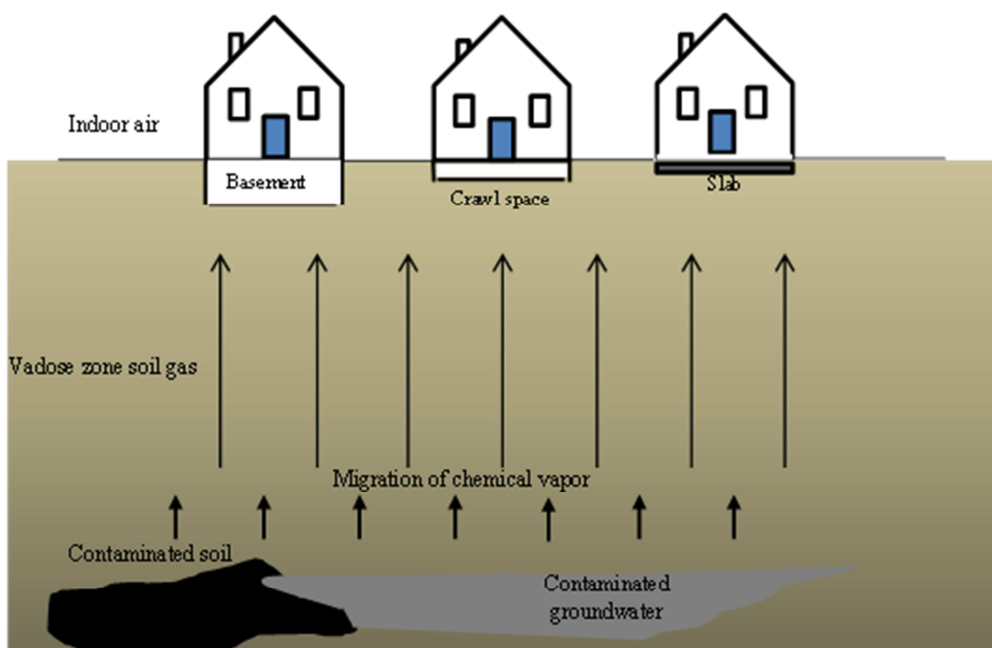 Indoor air
Basement
Crawl space
Slab
Vadose zone soil gas
Migration of chemical vapor
Contaminated soil
Contaminated
groundwater